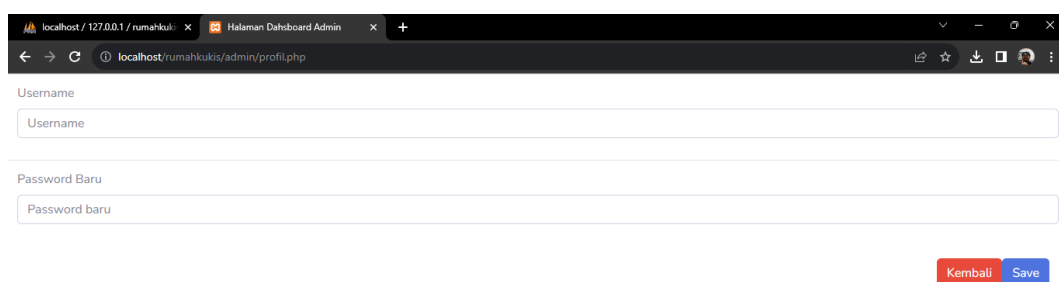 localhost / 127.0.0.1 / rumahkuki
Halaman Dahsboard Admin
localhost/rumahkukis/admin/profil.php
Username
Username
Password Baru
Password baru
Kembali Save